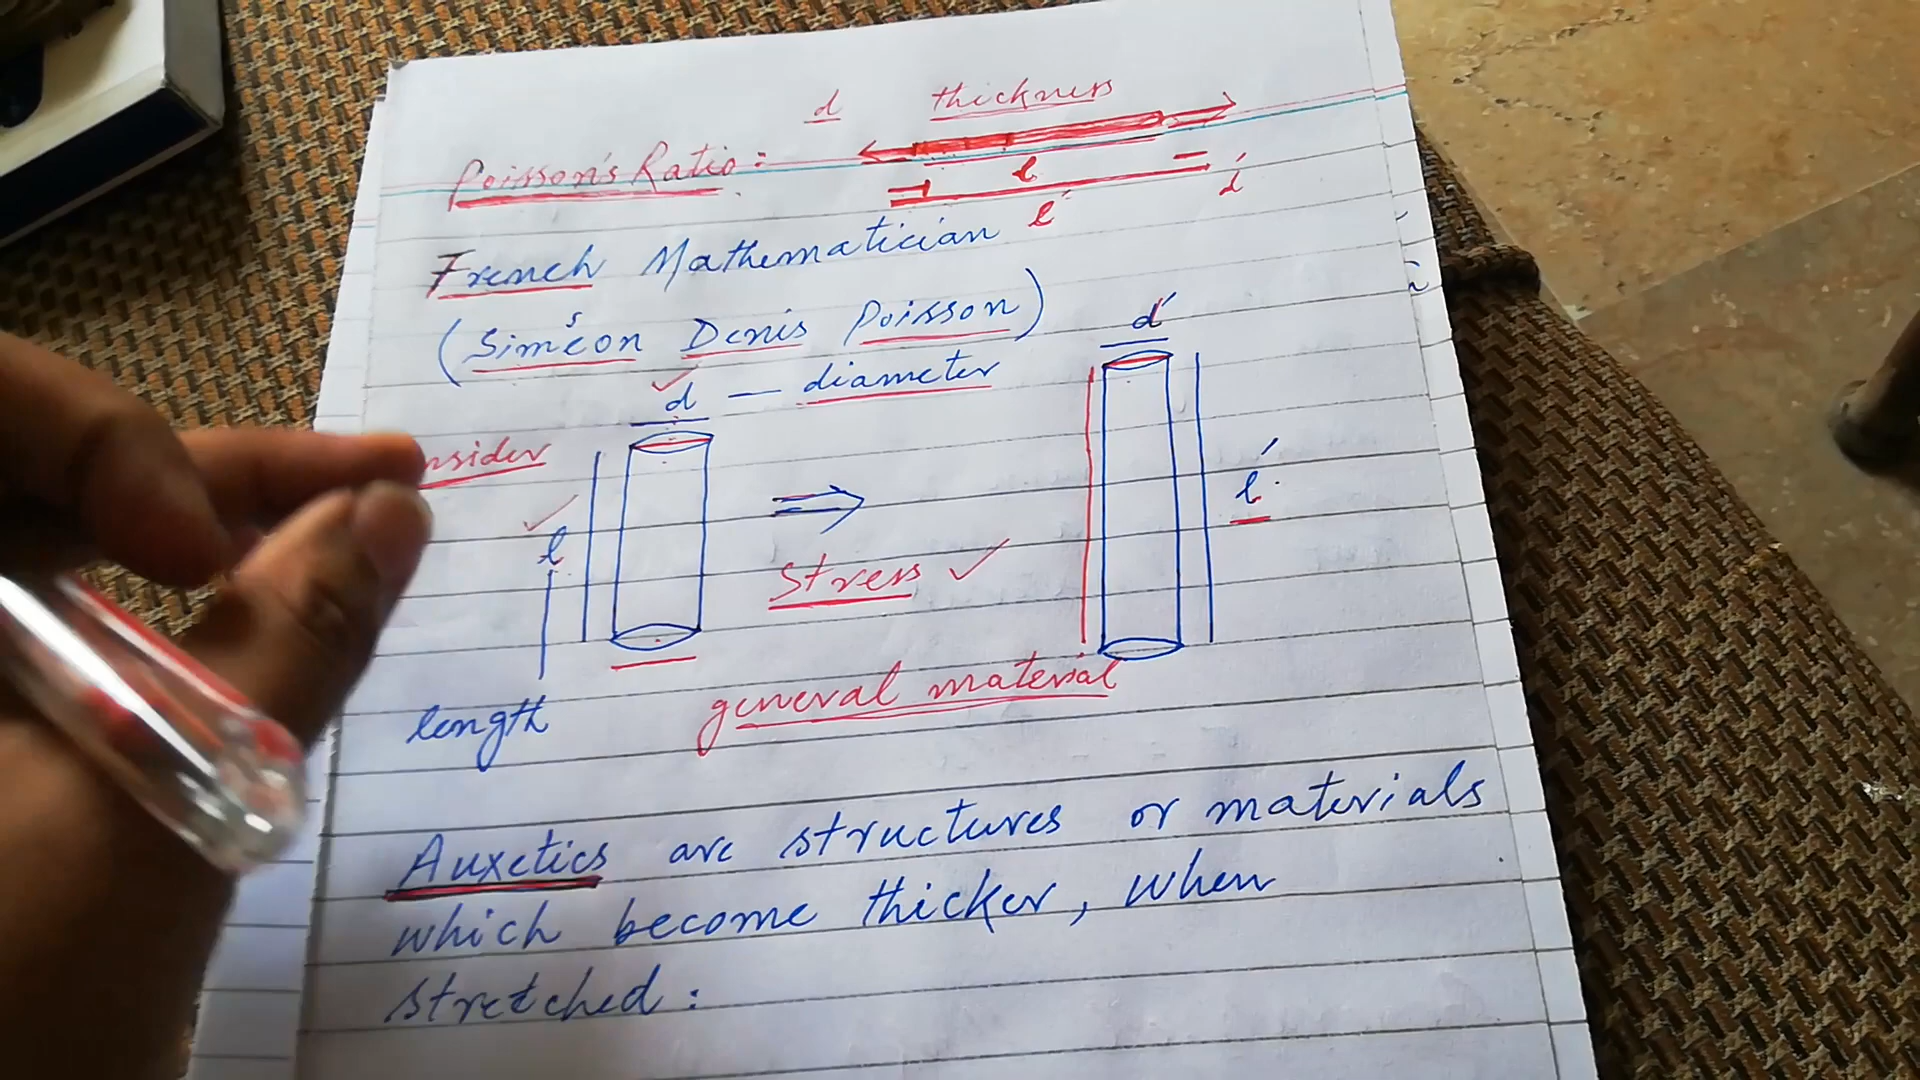 d thickness
Poisson's Ratio:
l
l' d'
French Mathematician
(Siméon Denis Poisson)
s
d — diameter
d'
nsider
l
l'
Stress
length
general material
Auxetics are structures or materials
which become thicker, when
stretched: